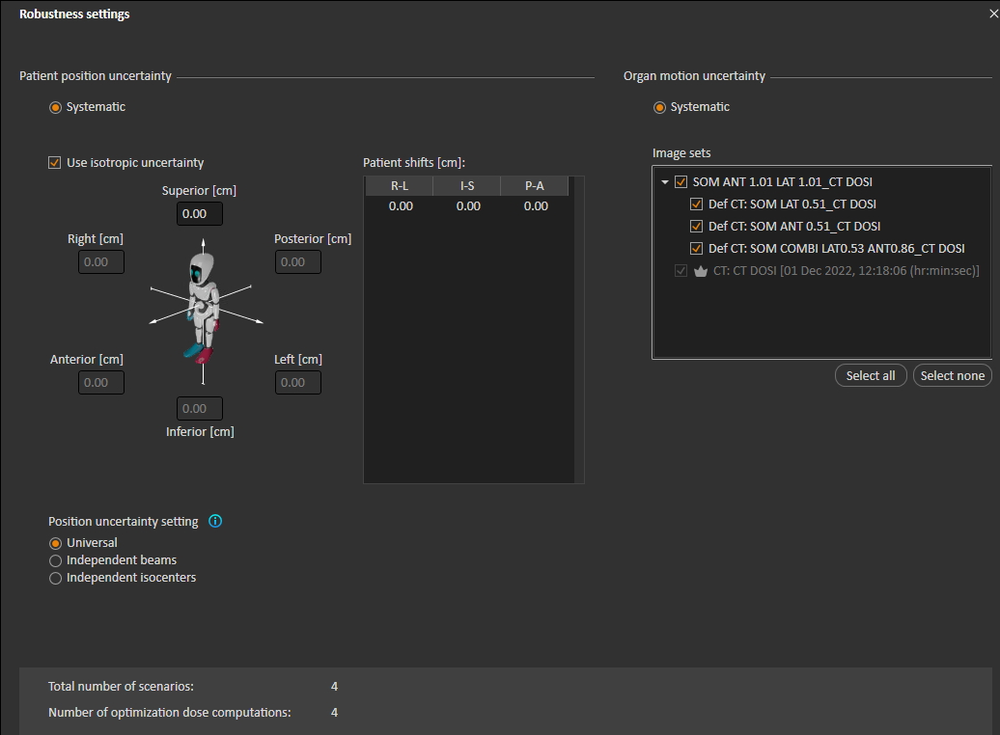 Robustness settings
Patient position uncertainty
Organ motion uncertainty
Systematic
Systematic
Use isotropic uncertainty
Patient shifts [cm]:
Image sets
Superior [cm]
0.00
Right [cm]
0.00
Posterior [cm]
0.00
Anterior [cm]
0.00
Left [cm]
0.00
0.00
Inferior [cm]
R-L I-S P-A
0.00 0.00 0.00
SOM ANT 1.01 LAT 1.01_CT DOSI
Def CT: SOM LAT 0.51_CT DOSI
Def CT: SOM ANT 0.51_CT DOSI
Def CT: SOM COMBI LAT0.53 ANT0.86_CT DOSI
CT: CT DOSI [01 Dec 2022, 12:18:06 (hr:min:sec)]
Select all Select none
Position uncertainty setting
Universal
Independent beams
Independent isocenters
Total number of scenarios: 4
Number of optimization dose computations: 4